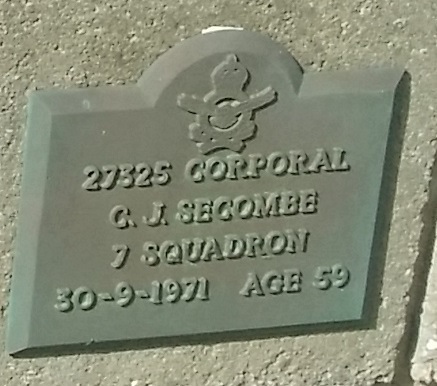 27325 CORPORAL
C. J. SECOMBE
7 SQUADRON
30-9-1971 AGE 59